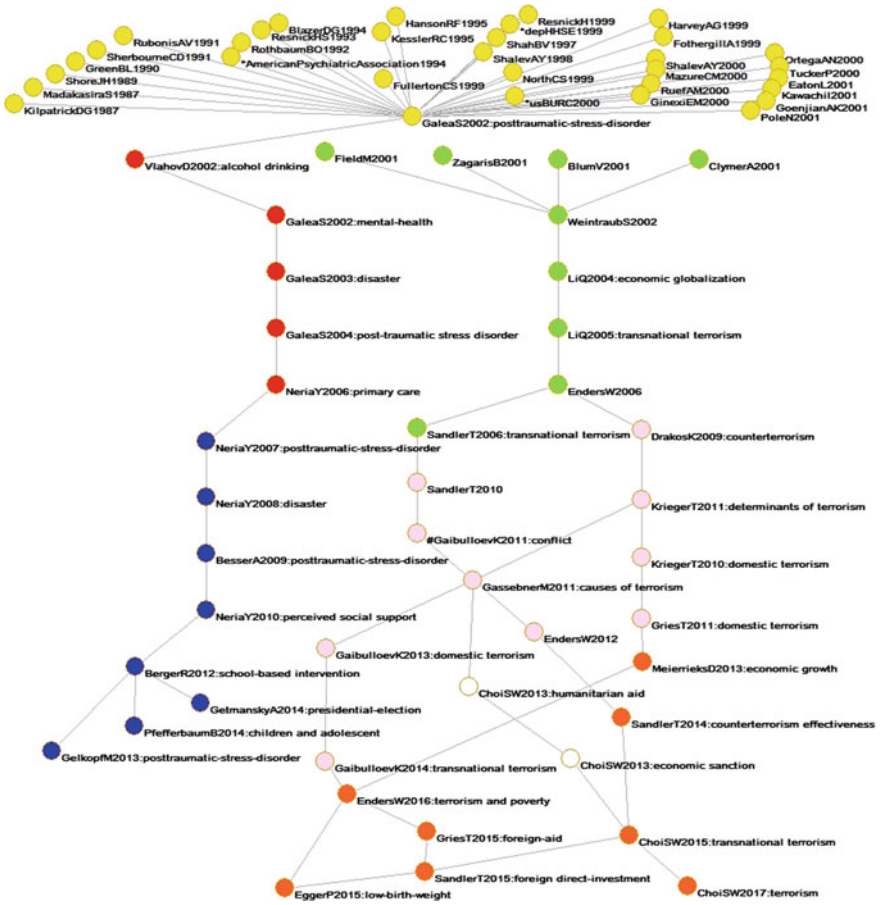 HansonRF1995
ResnickH1999
BlazerDG1994
*depHHSE1999
HarveyAG1999
ResnickHS1993
KesslerRC1995
RubonisAV1991
ShahBV1997
FothergillA1999
RothbaumBO1992
SherbourneCD1991
ShalevAY1998
OrtegaAN2000
*AmericanPsychiatricAssociation1994
GreenBL1990
ShalevAY2000
TuckerP2000
ShoreJH1989
FullertonCS1999
NorthCS1999
MazureCM2000
EatonL2001
MadakasiraS1987
RuefAM2000
KawachiI2001
KilpatrickDG1987
*usBURC2000
GinexiEM2000
GoenjianAK2001
PoleN2001
GaleaS2002:posttraumatic-stress-disorder
VlahovD2002:alcohol drinking
FieldM2001
ZagarisB2001
BlumV2001
ClymerA2001
GaleaS2002:mental-health
WeintraubS2002
GaleaS2003:disaster
LiQ2004:economic globalization
GaleaS2004:post-traumatic stress disorder
LiQ2005:transnational terrorism
NeriaY2006:primary care
EndersW2006
SandlerT2006:transnational terrorism
DrakosK2009:counterterrorism
NeriaY2007:posttraumatic-stress-disorder
SandlerT2010
NeriaY2008:disaster
KriegerT2011:determinants of terrorism
#GaibulloevK2011:conflict
BesserA2009:posttraumatic-stress-disorder
KriegerT2010:domestic terrorism
GassebnerM2011:causes of terrorism
NeriaY2010:perceived social support
GriesT2011:domestic terrorism
EndersW2012
GaibulloevK2013:domestic terrorism
BergerR2012:school-based intervention
MeierrieksD2013:economic growth
ChoiSW2013:humanitarian aid
GetmanskyA2014:presidential-election
SandlerT2014:counterterrorism effectiveness
PfefferbaumB2014:children and adolescent
GelkopfM2013:posttraumatic-stress-disorder
GaibulloevK2014:transnational terrorism
ChoiSW2013:economic sanction
EndersW2016:terrorism and poverty
GriesT2015:foreign-aid
ChoiSW2015:transnational terrorism
SandlerT2015:foreign direct-investment
EggerP2015:low-birth-weight
ChoiSW2017:terrorism